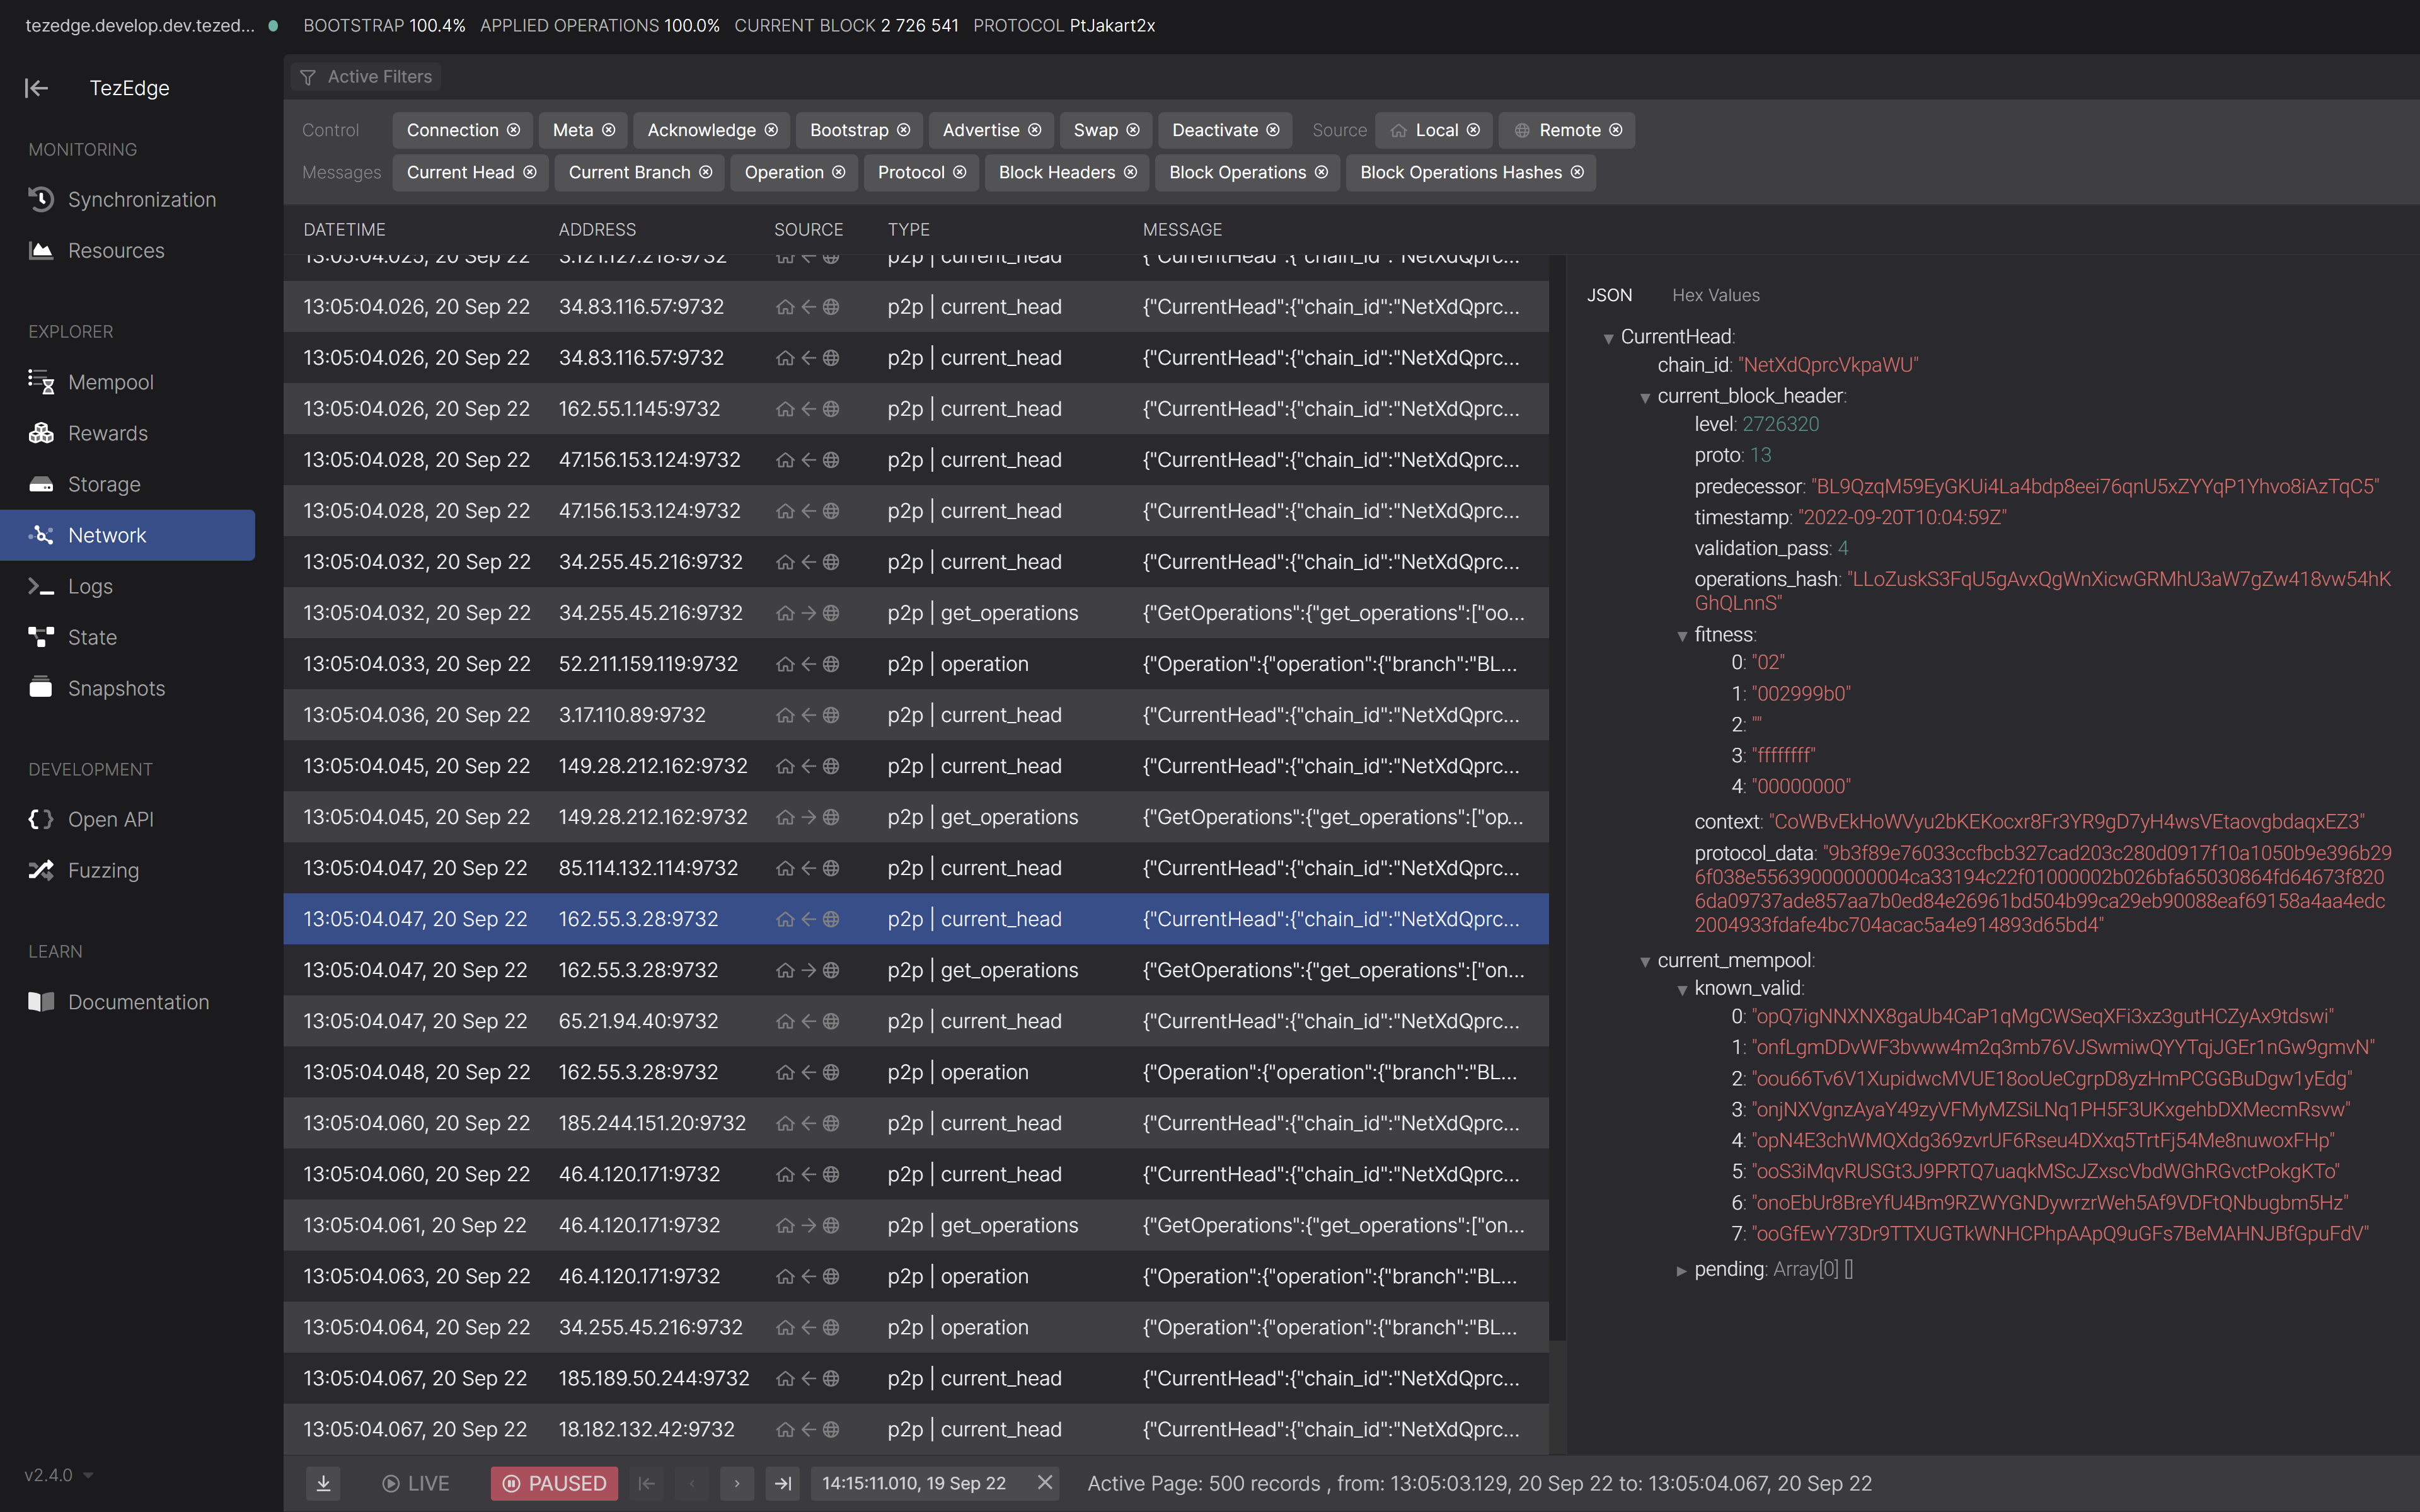 tezedge.develop.dev.tezed... BOOTSTRAP 100.4% APPLIED OPERATIONS 100.0% CURRENT BLOCK 2 726 541 PROTOCOL PtJakart2x
TezEdge
MONITORING
Synchronization
Resources
EXPLORER
Mempool
Rewards
Storage
Network
Logs
State
Snapshots
DEVELOPMENT
Open API
Fuzzing
LEARN
Documentation
v2.4.0
Active Filters
Control Connection Meta Acknowledge Bootstrap Advertise Swap Deactivate Source Local Remote
Messages Current Head Current Branch Operation Protocol Block Headers Block Operations Block Operations Hashes
DATETIME ADDRESS SOURCE TYPE MESSAGE
13:05:04.025, 20 Sep 22 3.121.127.218:9732 p2p | current_head {"CurrentHead":{"chain_id":"NetXdQprc...
13:05:04.026, 20 Sep 22 34.83.116.57:9732 p2p | current_head {"CurrentHead":{"chain_id":"NetXdQprc...
13:05:04.026, 20 Sep 22 34.83.116.57:9732 p2p | current_head {"CurrentHead":{"chain_id":"NetXdQprc...
13:05:04.026, 20 Sep 22 162.55.1.145:9732 p2p | current_head {"CurrentHead":{"chain_id":"NetXdQprc...
13:05:04.028, 20 Sep 22 47.156.153.124:9732 p2p | current_head {"CurrentHead":{"chain_id":"NetXdQprc...
13:05:04.028, 20 Sep 22 47.156.153.124:9732 p2p | current_head {"CurrentHead":{"chain_id":"NetXdQprc...
13:05:04.032, 20 Sep 22 34.255.45.216:9732 p2p | current_head {"CurrentHead":{"chain_id":"NetXdQprc...
13:05:04.032, 20 Sep 22 34.255.45.216:9732 p2p | get_operations {"GetOperations":{"get_operations":["oo...
13:05:04.033, 20 Sep 22 52.211.159.119:9732 p2p | operation {"Operation":{"operation":{"branch":"BL...
13:05:04.036, 20 Sep 22 3.17.110.89:9732 p2p | current_head {"CurrentHead":{"chain_id":"NetXdQprc...
13:05:04.045, 20 Sep 22 149.28.212.162:9732 p2p | current_head {"CurrentHead":{"chain_id":"NetXdQprc...
13:05:04.045, 20 Sep 22 149.28.212.162:9732 p2p | get_operations {"GetOperations":{"get_operations":["op...
13:05:04.047, 20 Sep 22 85.114.132.114:9732 p2p | current_head {"CurrentHead":{"chain_id":"NetXdQprc...
13:05:04.047, 20 Sep 22 162.55.3.28:9732 p2p | current_head {"CurrentHead":{"chain_id":"NetXdQprc...
13:05:04.047, 20 Sep 22 162.55.3.28:9732 p2p | get_operations {"GetOperations":{"get_operations":["on...
13:05:04.047, 20 Sep 22 65.21.94.40:9732 p2p | current_head {"CurrentHead":{"chain_id":"NetXdQprc...
13:05:04.048, 20 Sep 22 162.55.3.28:9732 p2p | operation {"Operation":{"operation":{"branch":"BL...
13:05:04.060, 20 Sep 22 185.244.151.20:9732 p2p | current_head {"CurrentHead":{"chain_id":"NetXdQprc...
13:05:04.060, 20 Sep 22 46.4.120.171:9732 p2p | current_head {"CurrentHead":{"chain_id":"NetXdQprc...
13:05:04.061, 20 Sep 22 46.4.120.171:9732 p2p | get_operations {"GetOperations":{"get_operations":["on...
13:05:04.063, 20 Sep 22 46.4.120.171:9732 p2p | operation {"Operation":{"operation":{"branch":"BL...
13:05:04.064, 20 Sep 22 34.255.45.216:9732 p2p | operation {"Operation":{"operation":{"branch":"BL...
13:05:04.067, 20 Sep 22 185.189.50.244:9732 p2p | current_head {"CurrentHead":{"chain_id":"NetXdQprc...
13:05:04.067, 20 Sep 22 18.182.132.42:9732 p2p | current_head {"CurrentHead":{"chain_id":"NetXdQprc...
JSON Hex Values
CurrentHead:
chain_id: "NetXdQprcVkpaWU"
current_block_header:
level: 2726320
proto: 13
predecessor: "BL9QzqM59EyGKUi4La4bdp8eei76qnU5xZYYqP1Yhvo8iAzTqC5"
timestamp: "2022-09-20T10:04:59Z"
validation_pass: 4
operations_hash: "LLoZuskS3FqU5gAvxQgWnXicwGRMhU3aW7gZw418vw54hK
GhQLnnS"
fitness:
0: "02"
1: "002999b0"
2: ""
3: "ffffffff"
4: "00000000"
context: "CoWBvEkHoWVyu2bKEKocxr8Fr3YR9gD7yH4wsVEtaovgbdaqxEZ3"
protocol_data: "9b3f89e76033ccfbcb327cad203c280d0917f10a1050b9e396b29
6f038e55639000000004ca33194c22f01000002b026bfa65030864fd64673f820
6da09737ade857aa7b0ed84e26961bd504b99ca29eb90088eaf69158a4aa4edc
2004933fdafe4bc704acac5a4e914893d65bd4"
current_mempool:
known_valid:
0: "opQ7igNNXNX8gaUb4CaP1qMgCWSeqXFi3xz3gutHCZyAx9tdswi"
1: "onfLgmDDvWF3bvww4m2q3mb76VJSwmiwQYYTqjJGEr1nGw9gmvN"
2: "oou66Tv6V1XupidwcMVUE18ooUeCgrpD8yzHmPCGGBuDgw1yEdg"
3: "onjNXVgnzAyaY49zyVFMyMZSiLNq1PH5F3UKxgehbDXMecmRsvw"
4: "opN4E3chWMQXdg369zvrUF6Rseu4DXxq5TrtFj54Me8nuwoxFHp"
5: "ooS3iMqvRUSGt3J9PRTQ7uaqkMScJZxscVbdWGhRGvctPokgKTo"
6: "onoEbUr8BreYfU4Bm9RZWYGNDywrzrWeh5Af9VDFtQNbugbm5Hz"
7: "ooGfEwY73Dr9TTXUGTkWNHCPhpAApQ9uGFs7BeMAHNJBfGpuFdV"
pending: Array[0] []
LIVE PAUSED 14:15:11.010, 19 Sep 22 Active Page: 500 records , from: 13:05:03.129, 20 Sep 22 to: 13:05:04.067, 20 Sep 22